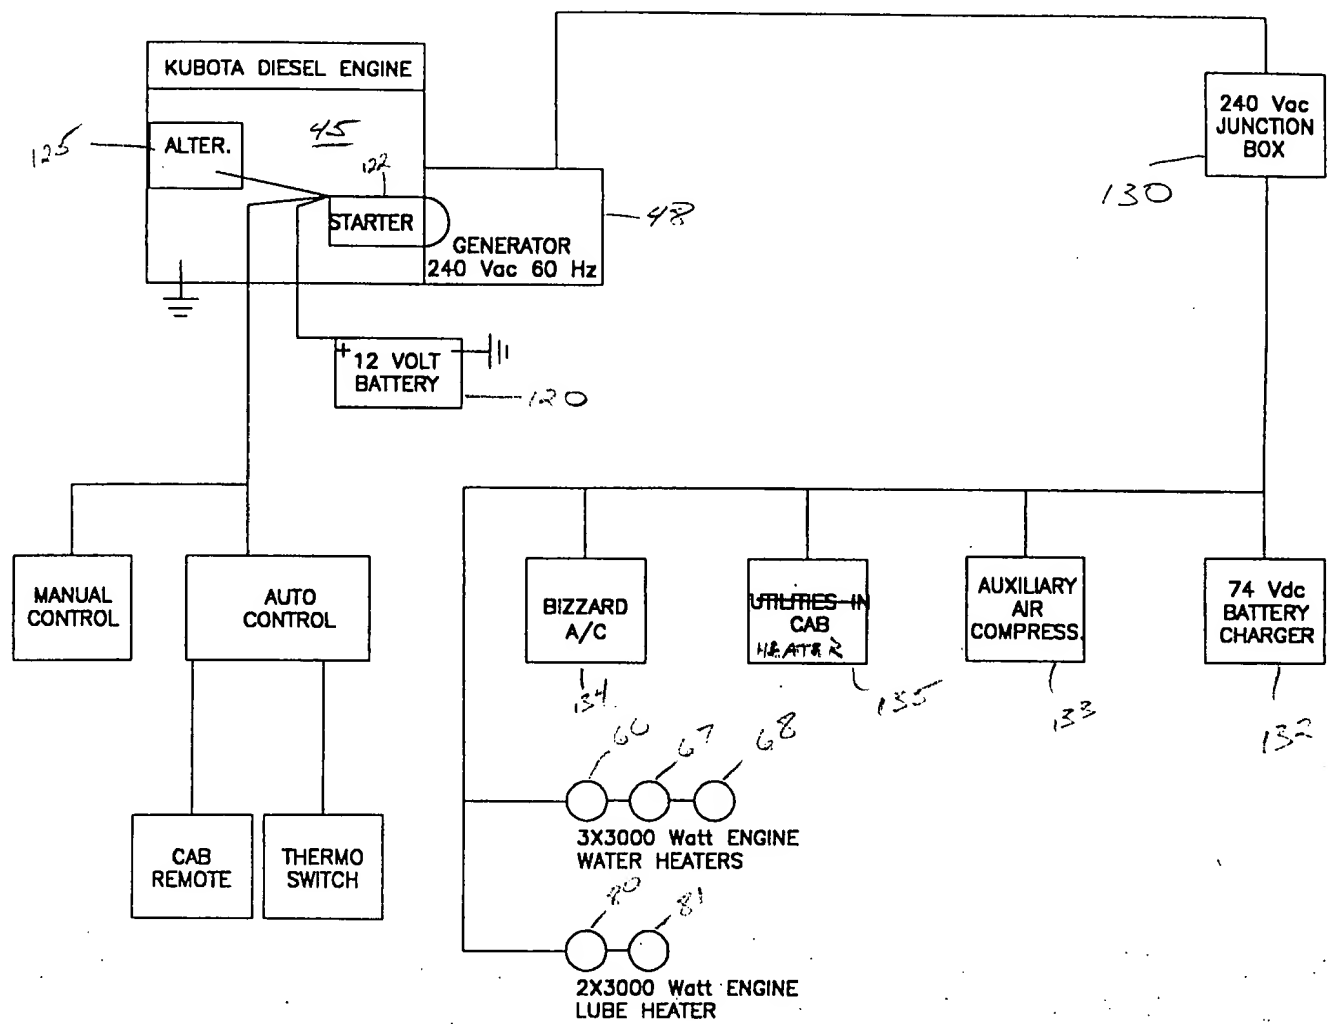 KUBOTA DIESEL ENGINE
ALTER.
125
45
122
STARTER
GENERATOR
240 Vac 60 Hz
48
240 Vac
JUNCTION
BOX
130
+
12 VOLT
BATTERY
120
MANUAL
CONTROL
AUTO
CONTROL
BIZZARD
A/C
134
UTILITIES IN
CAB
HEATER
135
AUXILIARY
AIR
COMPRESS.
133
74 Vdc
BATTERY
CHARGER
132
66
67
68
3X3000 Watt ENGINE
WATER HEATERS
CAB
REMOTE
THERMO
SWITCH
80
81
2X3000 Watt ENGINE
LUBE HEATER